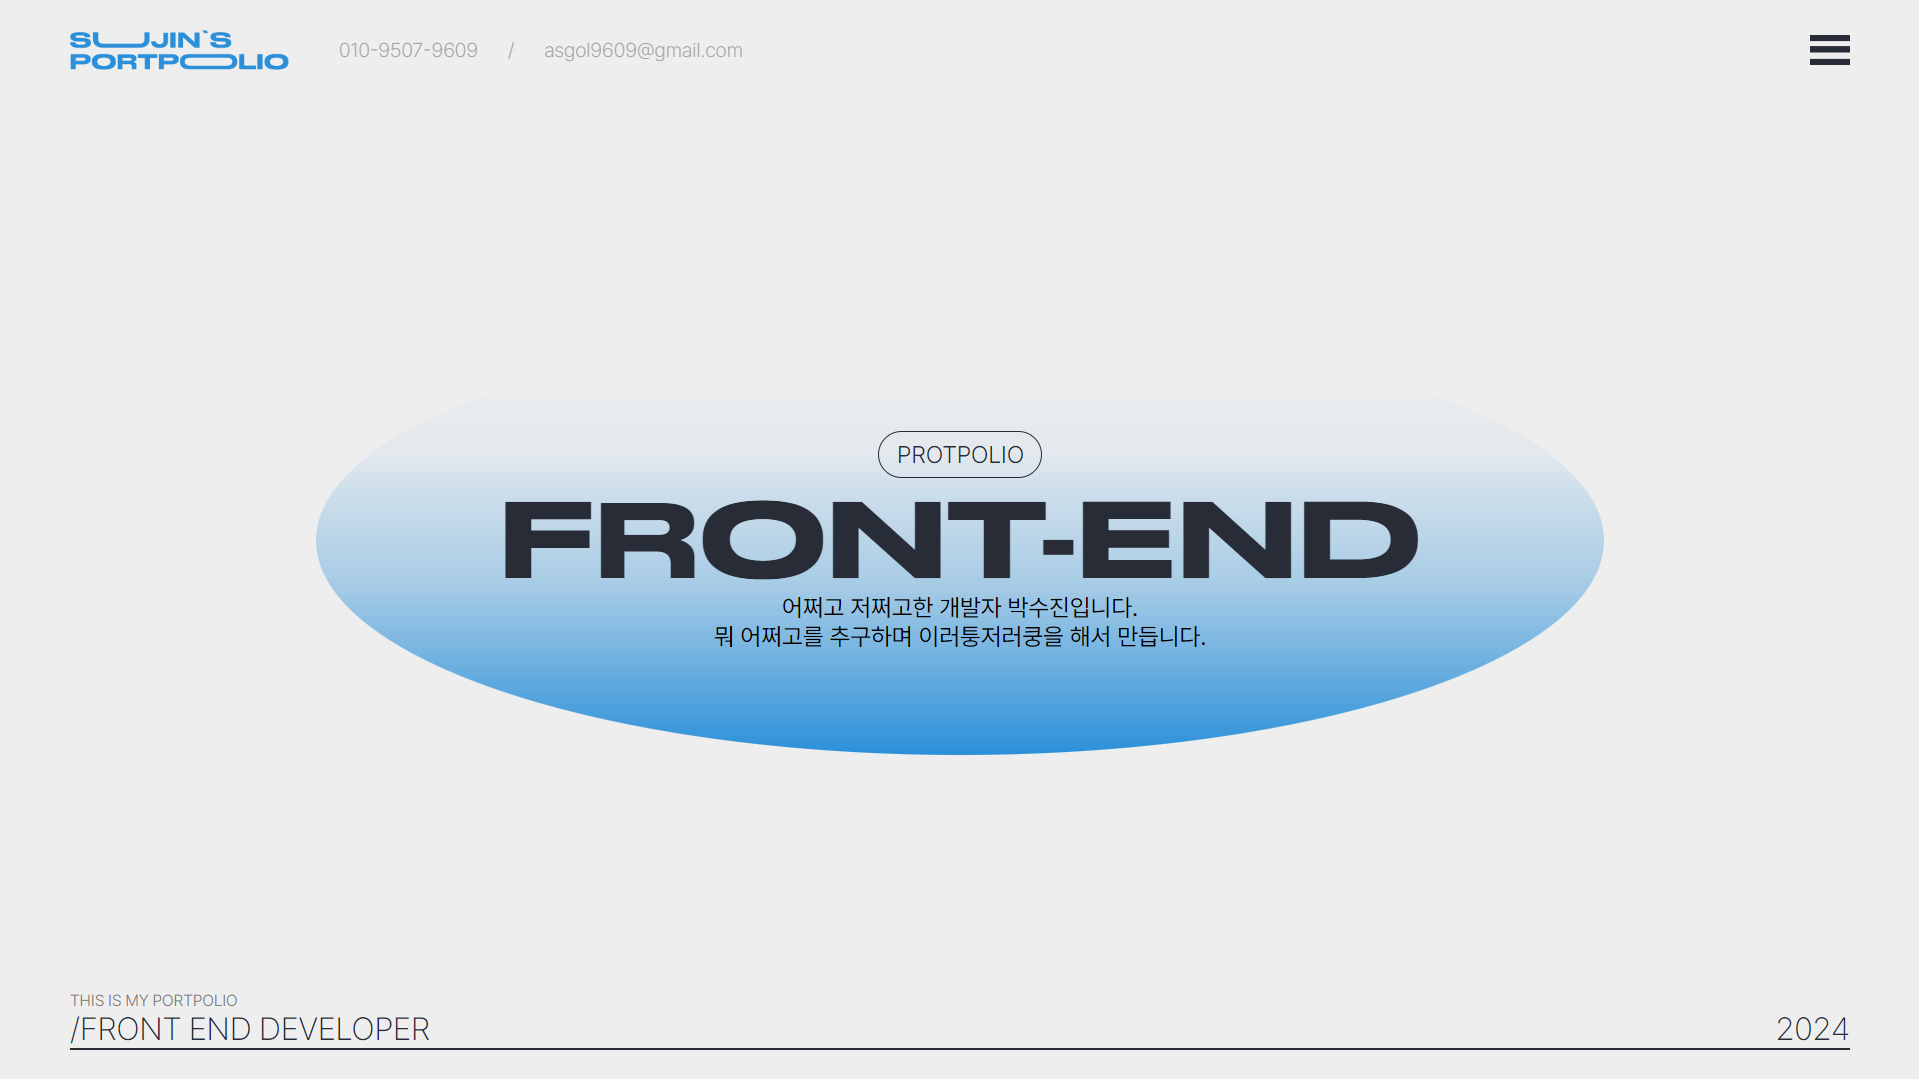 SUJIN`S
PORTPOLIO
010-9507-9609 / asgol9609@gmail.com
PROTPOLIO
FRONT-END
어쩌고 저쩌고한 개발자 박수진입니다.
뭐 어쩌고를 추구하며 이러퉁저러쿵을 해서 만듭니다.
THIS IS MY PORTPOLIO
/FRONT END DEVELOPER
2024